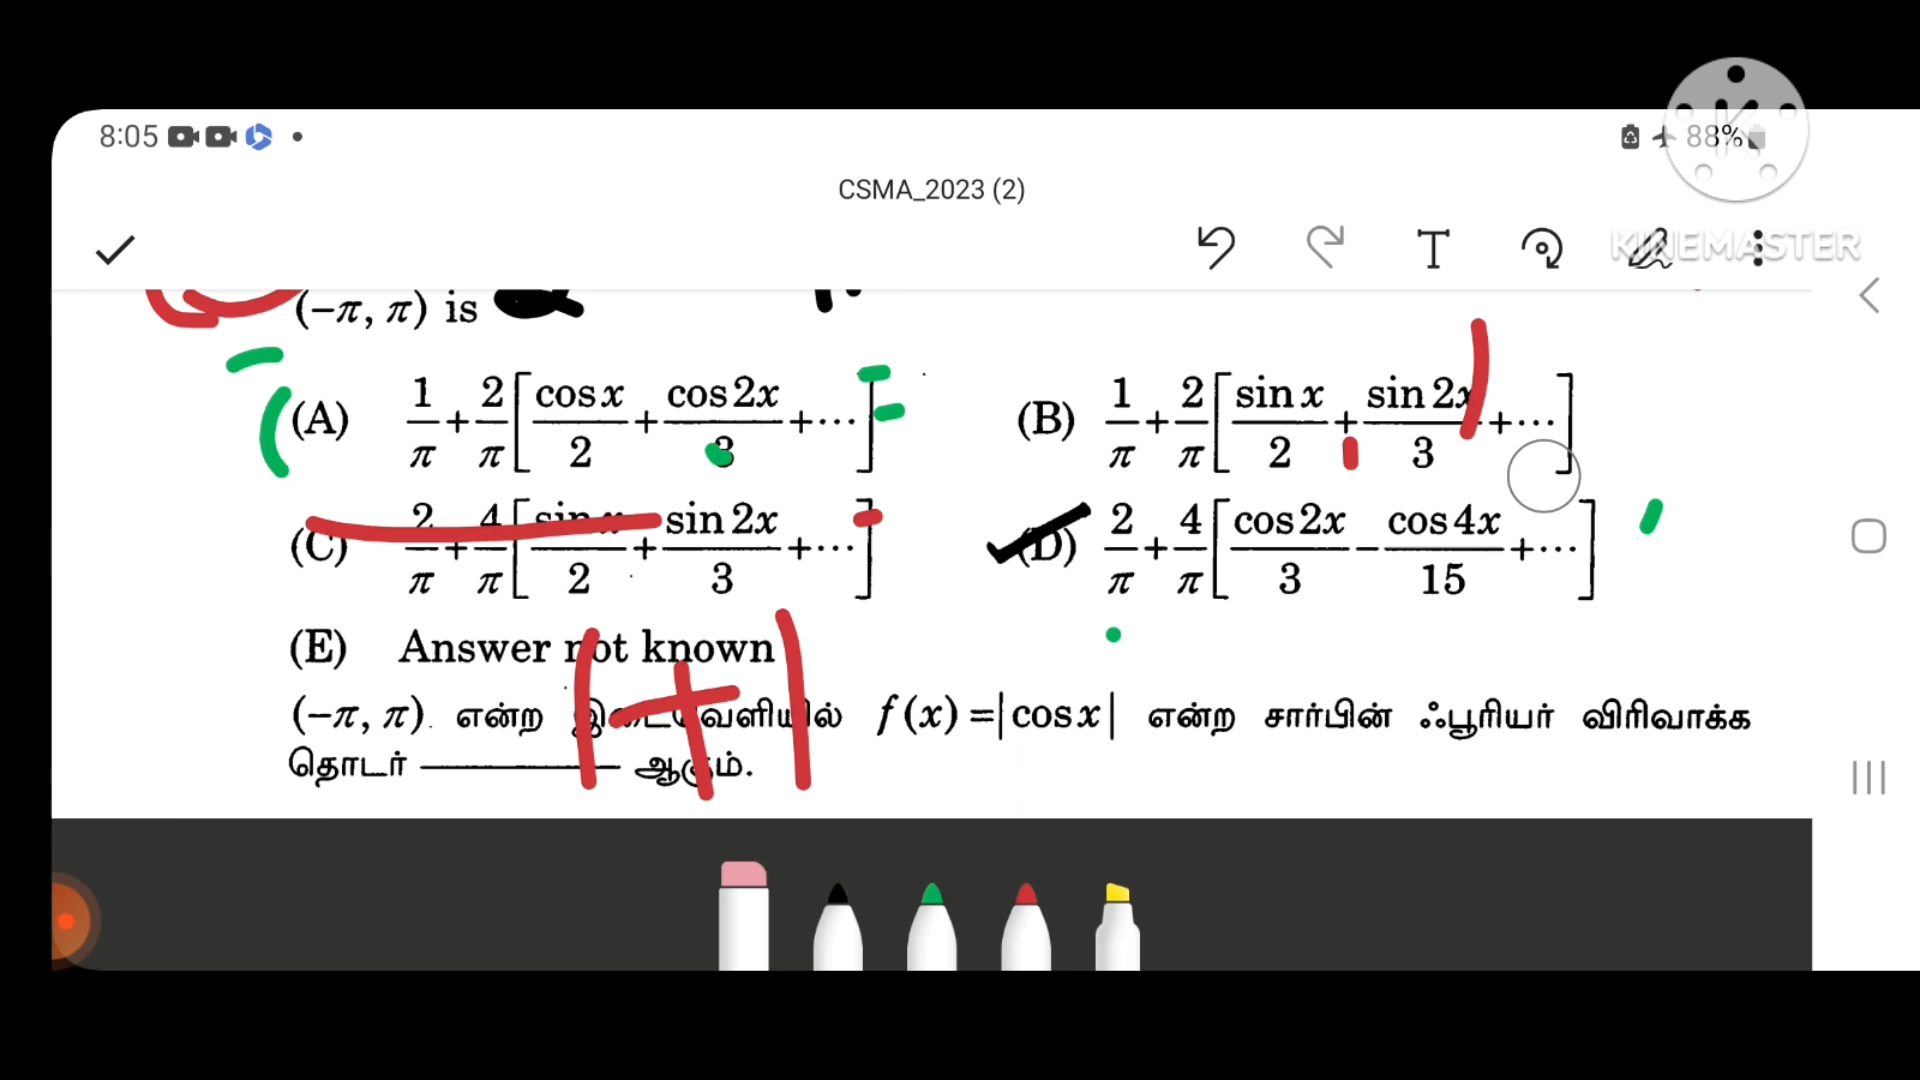 8:05
88%
CSMA_2023 (2)
KINEMASTER
(−π, π) is
(A) 1/π + 2/π [cos x/2 + cos 2x/3 + ⋯]
(B) 1/π + 2/π [sin x/2 + sin 2x/3 + ⋯]
(C) 2/π + 4/π [sin x/2 + sin 2x/3 + ⋯]
(D) 2/π + 4/π [cos 2x/3 − cos 4x/15 + ⋯]
(E) Answer not known
(−π, π). என்ற இடைவெளியில் f(x) = |cos x| என்ற சார்பின் ஃபூரியர் விரிவாக்க
தொடர் ———— ஆகும்.